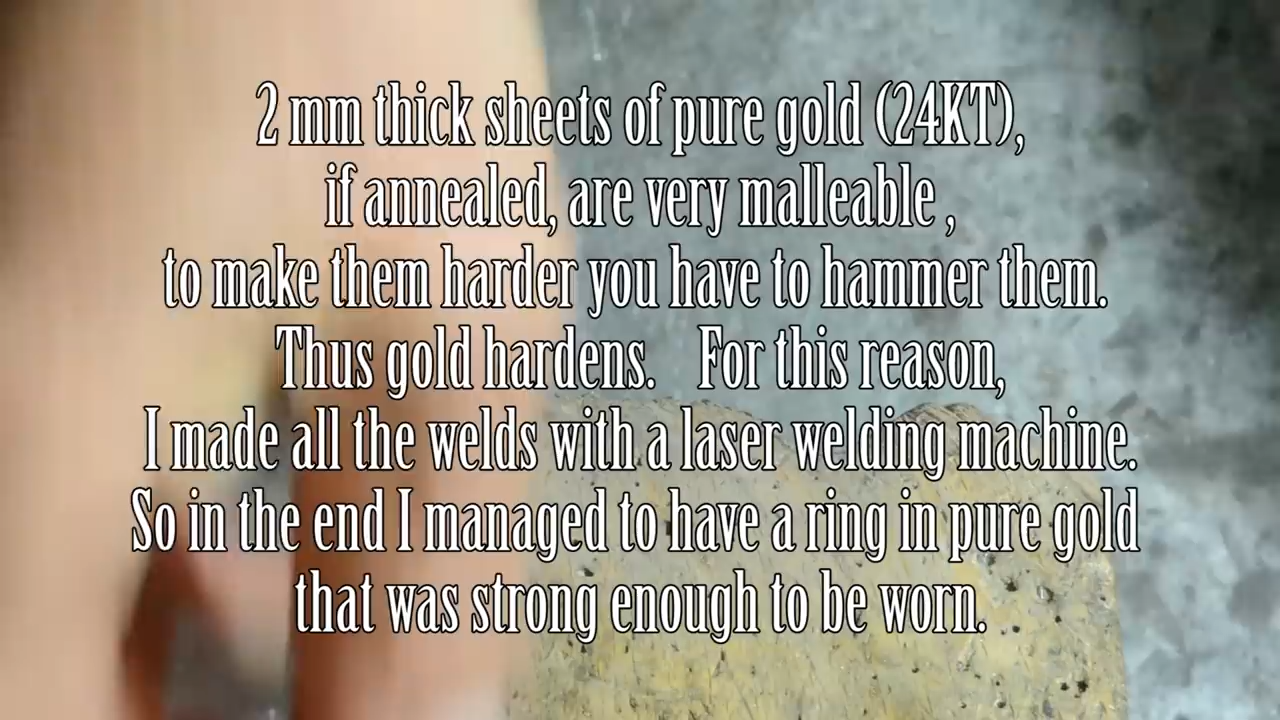 2 mm thick sheets of pure gold (24KT),
if annealed, are very malleable ,
to make them harder you have to hammer them.
Thus gold hardens.   For this reason,
I made all the welds with a laser welding machine.
So in the end I managed to have a ring in pure gold
that was strong enough to be worn.